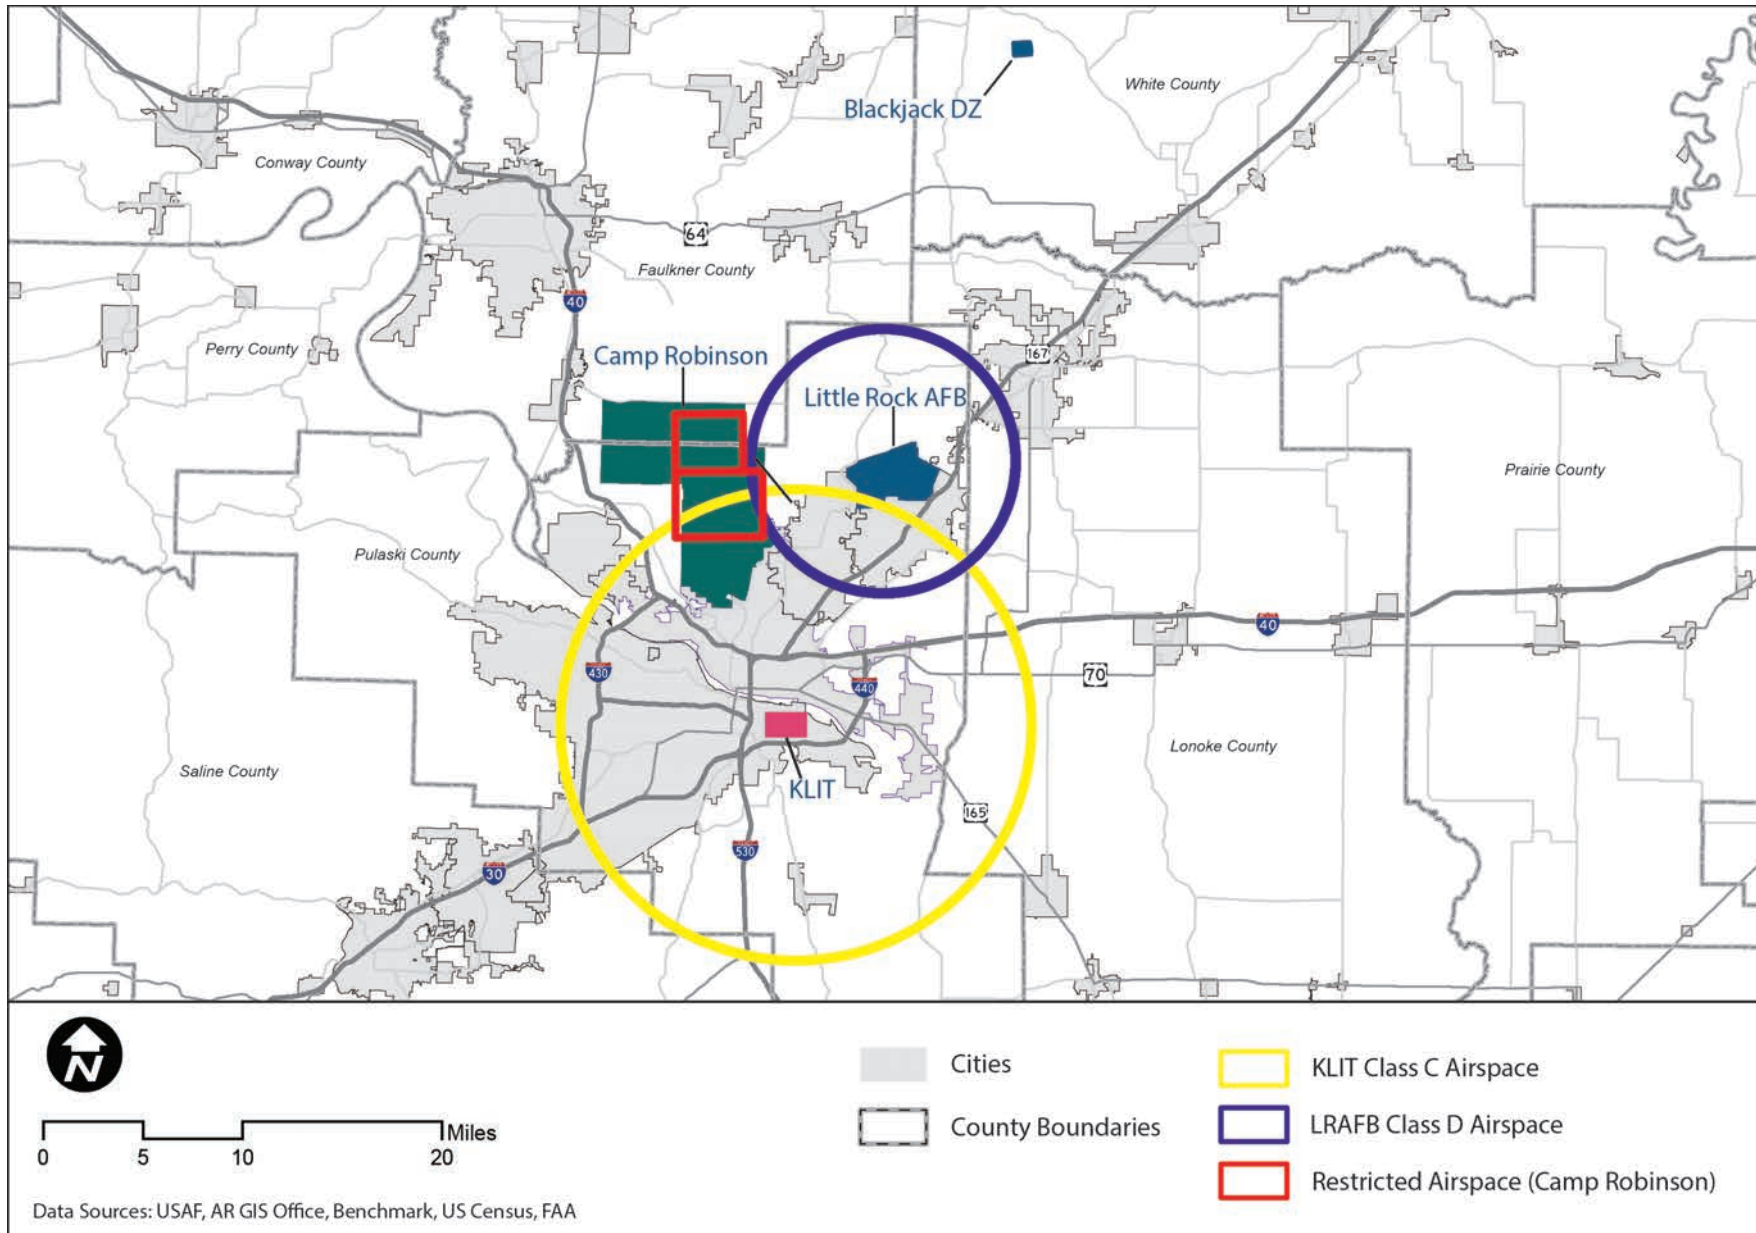 White County
Blackjack DZ
Conway County
64
Faulkner County
40
167
Perry County
Camp Robinson
Little Rock AFB
Prairie County
Pulaski County
40
430
70
440
Lonoke County
Saline County
KLIT
165
530
30
N
Cities
KLIT Class C Airspace
County Boundaries
LRAFB Class D Airspace
Miles
0 5 10 20
Restricted Airspace (Camp Robinson)
Data Sources: USAF, AR GIS Office, Benchmark, US Census, FAA